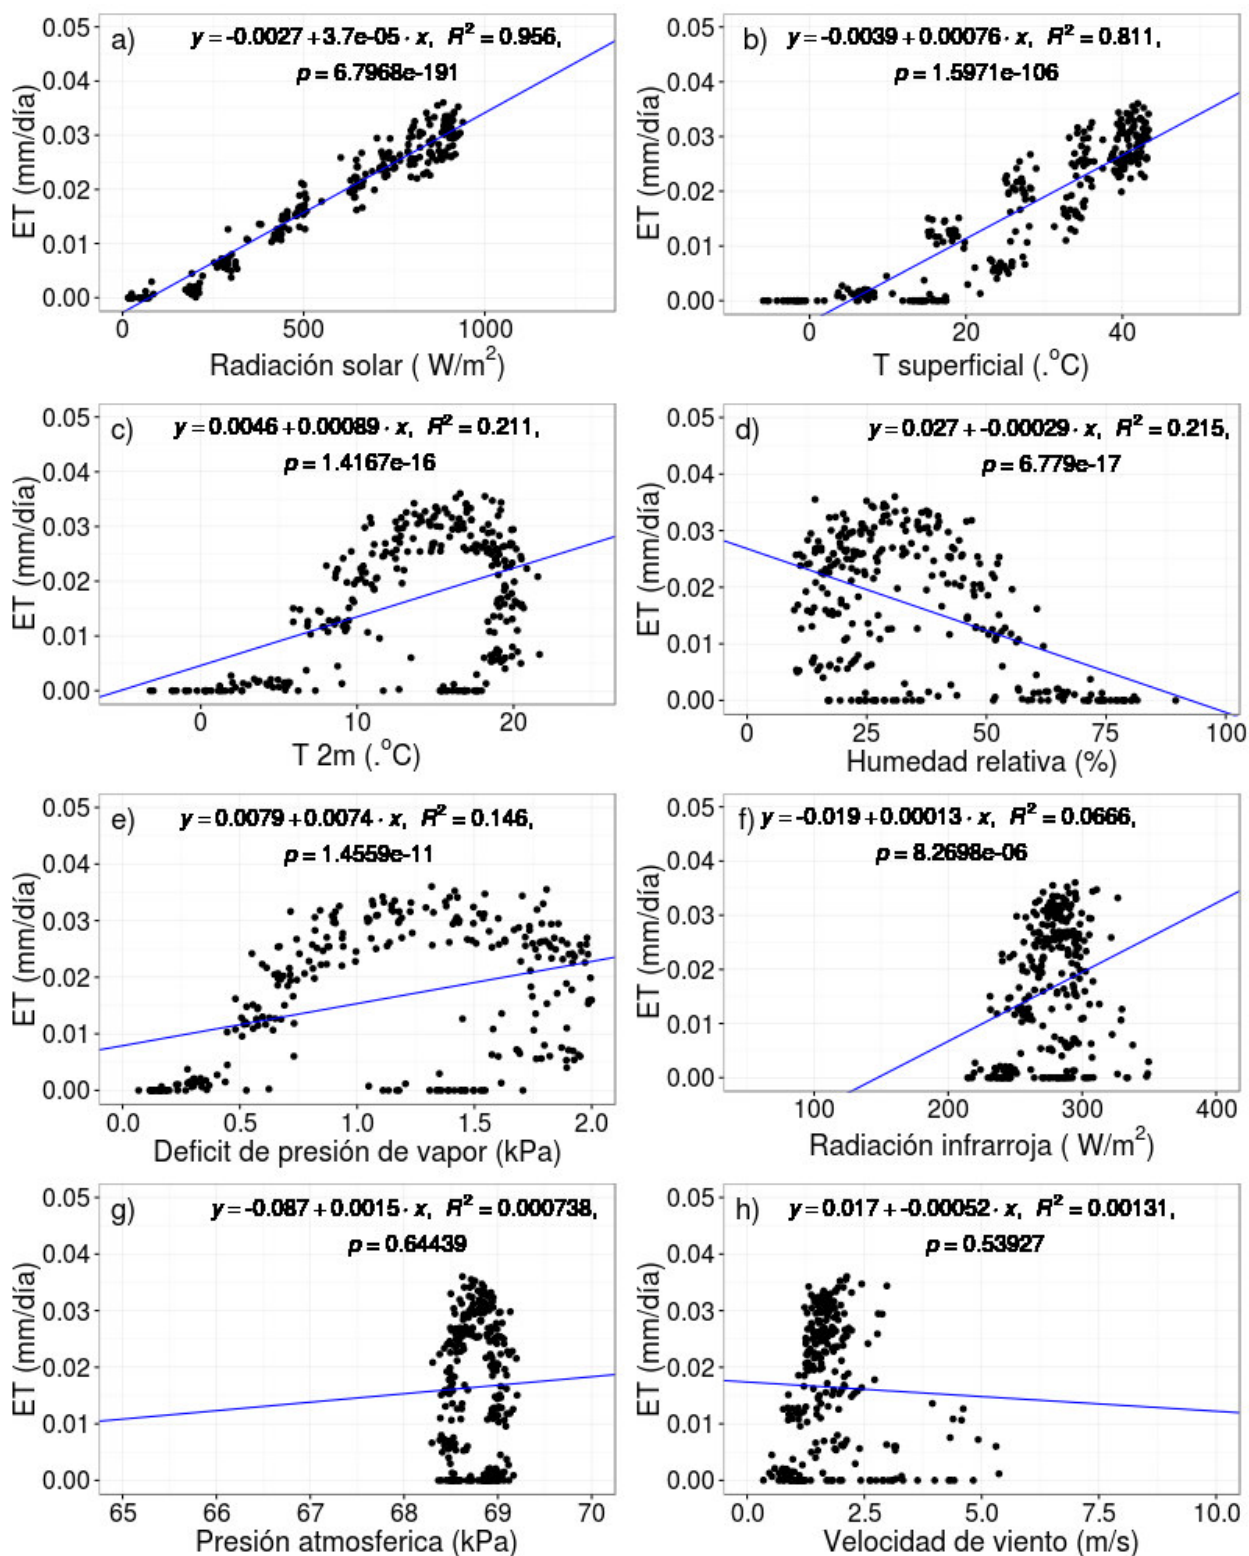 a) y = -0.0027 + 3.7e-05 · x, R² = 0.956,
p = 6.7968e-191
0.05
0.04
0.03
0.02
0.01
0.00
ET (mm/día)
0 500 1000
Radiación solar ( W/m²)
b) y = -0.0039 + 0.00076 · x, R² = 0.811,
p = 1.5971e-106
0.05
0.04
0.03
0.02
0.01
0.00
ET (mm/día)
0 20 40
T superficial (.°C)
c) y = 0.0046 + 0.00089 · x, R² = 0.211,
p = 1.4167e-16
0.05
0.04
0.03
0.02
0.01
0.00
ET (mm/día)
0 10 20
T 2m (.°C)
d) y = 0.027 + -0.00029 · x, R² = 0.215,
p = 6.779e-17
0.05
0.04
0.03
0.02
0.01
0.00
ET (mm/día)
0 25 50 75 100
Humedad relativa (%)
e) y = 0.0079 + 0.0074 · x, R² = 0.146,
p = 1.4559e-11
0.05
0.04
0.03
0.02
0.01
0.00
ET (mm/día)
0.0 0.5 1.0 1.5 2.0
Deficit de presión de vapor (kPa)
f) y = -0.019 + 0.00013 · x, R² = 0.0666,
p = 8.2698e-06
0.05
0.04
0.03
0.02
0.01
0.00
ET (mm/día)
100 200 300 400
Radiación infrarroja ( W/m²)
g) y = -0.087 + 0.0015 · x, R² = 0.000738,
p = 0.64439
0.05
0.04
0.03
0.02
0.01
0.00
ET (mm/día)
65 66 67 68 69 70
Presión atmosferica (kPa)
h) y = 0.017 + -0.00052 · x, R² = 0.00131,
p = 0.53927
0.05
0.04
0.03
0.02
0.01
0.00
ET (mm/día)
0.0 2.5 5.0 7.5 10.0
Velocidad de viento (m/s)